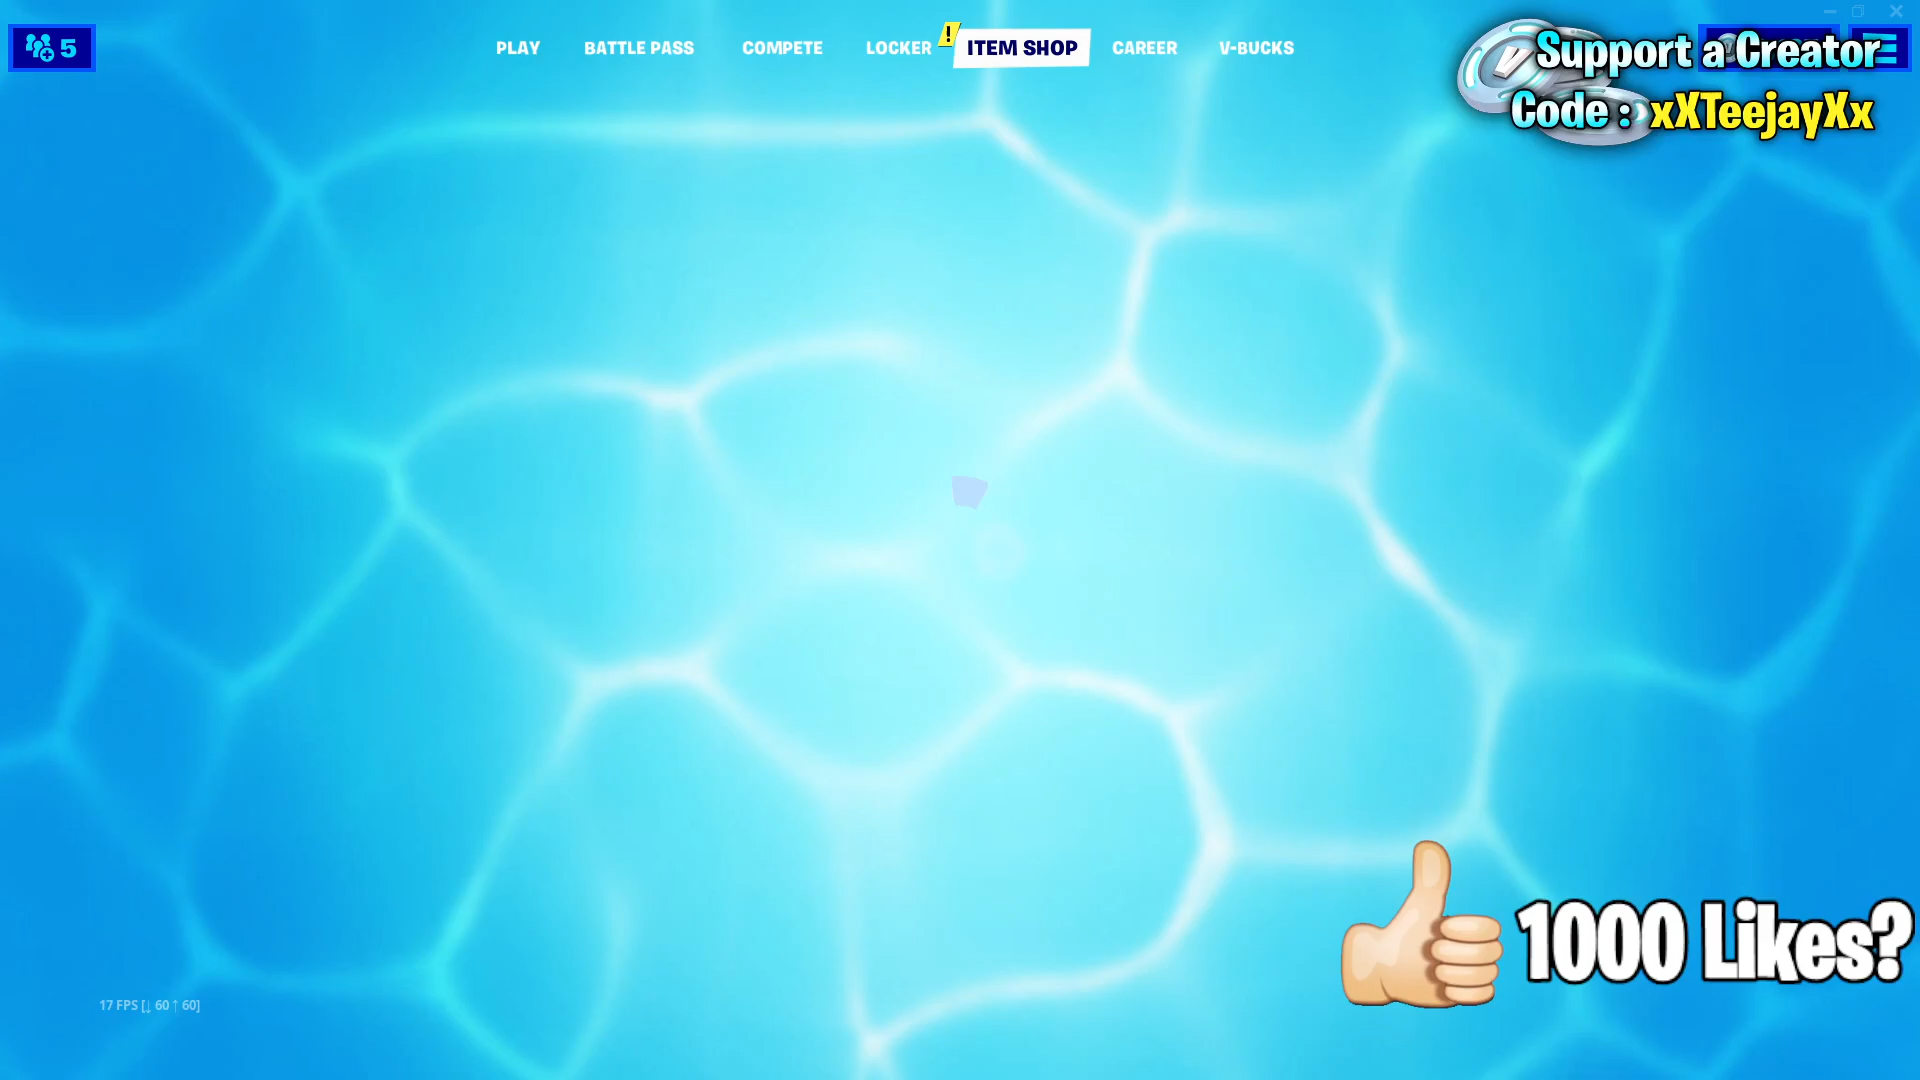 5
PLAY
BATTLE PASS
COMPETE
LOCKER
!
ITEM SHOP
CAREER
V-BUCKS
Support a Creator
Code : xXTeejayXx
1000 Likes?
17 FPS [↓ 60 ↑ 60]